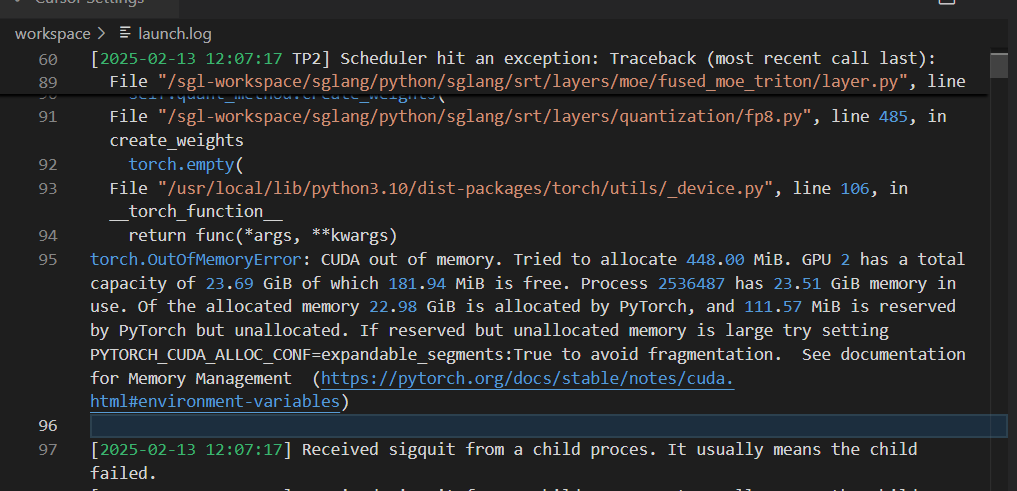 Cursor Settings
workspace > launch.log
60 [2025-02-13 12:07:17 TP2] Scheduler hit an exception: Traceback (most recent call last):
89 File "/sgl-workspace/sglang/python/sglang/srt/layers/moe/fused_moe_triton/layer.py", line
90 self.quant_method.create_weights(
91 File "/sgl-workspace/sglang/python/sglang/srt/layers/quantization/fp8.py", line 485, in
create_weights
92 torch.empty(
93 File "/usr/local/lib/python3.10/dist-packages/torch/utils/_device.py", line 106, in
__torch_function__
94 return func(*args, **kwargs)
95 torch.OutOfMemoryError: CUDA out of memory. Tried to allocate 448.00 MiB. GPU 2 has a total
capacity of 23.69 GiB of which 181.94 MiB is free. Process 2536487 has 23.51 GiB memory in
use. Of the allocated memory 22.98 GiB is allocated by PyTorch, and 111.57 MiB is reserved
by PyTorch but unallocated. If reserved but unallocated memory is large try setting
PYTORCH_CUDA_ALLOC_CONF=expandable_segments:True to avoid fragmentation.  See documentation
for Memory Management  (https://pytorch.org/docs/stable/notes/cuda.
html#environment-variables)
96
97 [2025-02-13 12:07:17] Received sigquit from a child proces. It usually means the child
failed.